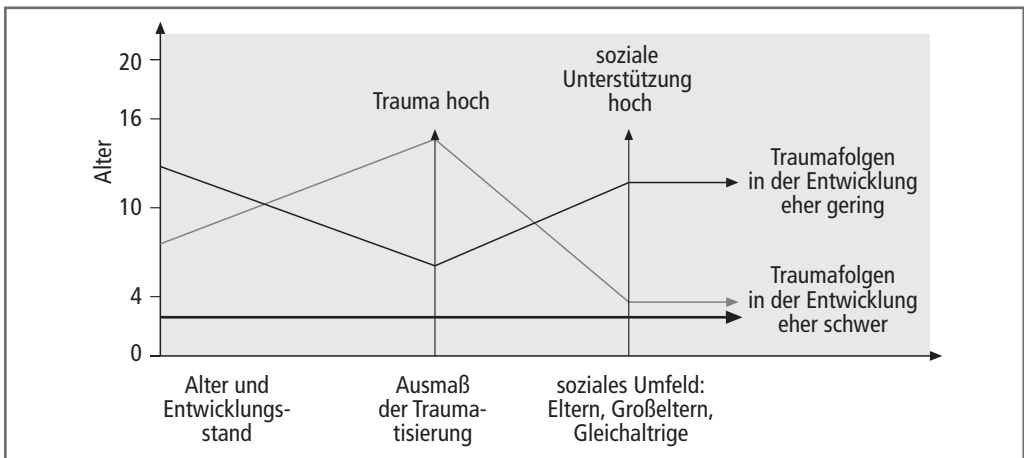 20
16
10
4
0
Alter
Trauma hoch
soziale
Unterstützung
hoch
Traumafolgen
in der Entwicklung
eher gering
Traumafolgen
in der Entwicklung
eher schwer
Alter und
Entwicklungs-
stand
Ausmaß
der Trauma-
tisierung
soziales Umfeld:
Eltern, Großeltern,
Gleichaltrige